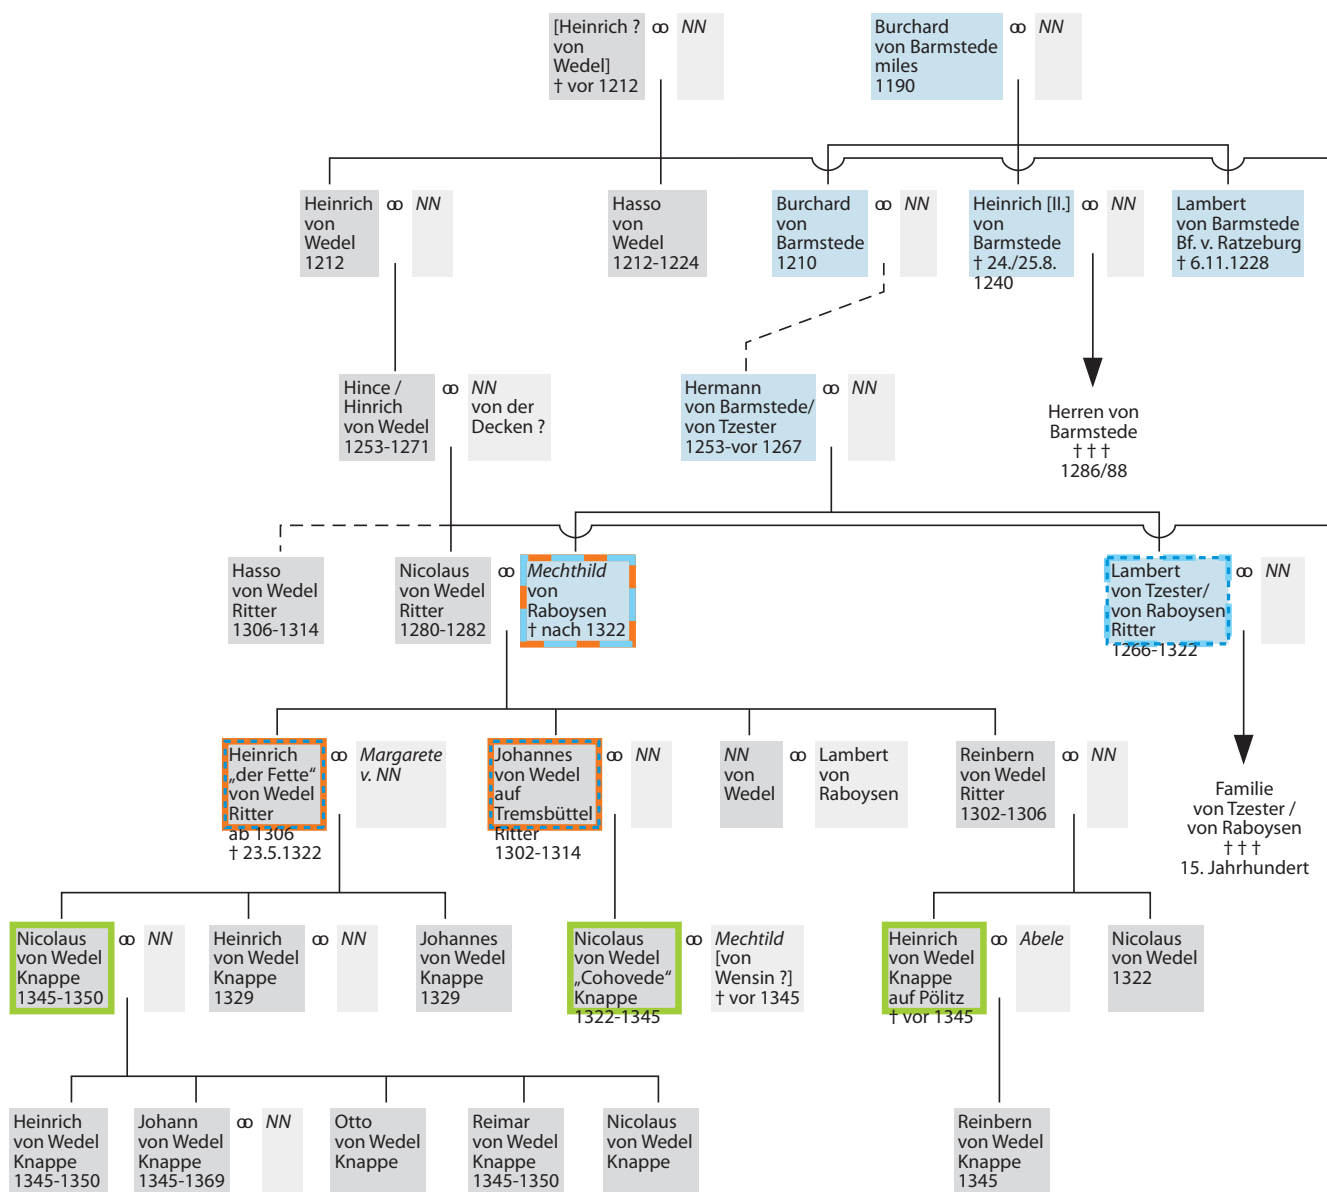 [Heinrich ?
von
Wedel]
† vor 1212
ꝏ
NN
Burchard
von Barmstede
miles
1190
ꝏ
NN
Heinrich
von
Wedel
1212
ꝏ
NN
Hasso
von
Wedel
1212-1224
Burchard
von
Barmstede
1210
ꝏ
NN
Heinrich [II.]
von
Barmstede
† 24./25.8.
1240
ꝏ
NN
Lambert
von Barmstede
Bf. v. Ratzeburg
† 6.11.1228
Hince /
Hinrich
von Wedel
1253-1271
ꝏ
NN
von der
Decken ?
Hermann
von Barmstede/
von Tzester
1253-vor 1267
ꝏ
NN
Herren von
Barmstede
† † †
1286/88
Hasso
von Wedel
Ritter
1306-1314
Nicolaus
von Wedel
Ritter
1280-1282
ꝏ
Mechthild
von
Raboysen
† nach 1322
Lambert
von Tzester/
von Raboysen
Ritter
1266-1322
ꝏ
NN
Heinrich
„der Fette“
von Wedel
Ritter
ab 1306
† 23.5.1322
ꝏ
Margarete
v. NN
Johannes
von Wedel
auf
Tremsbüttel
Ritter
1302-1314
ꝏ
NN
NN
von
Wedel
ꝏ
Lambert
von
Raboysen
Reinbern
von Wedel
Ritter
1302-1306
ꝏ
NN
Familie
von Tzester /
von Raboysen
† † †
15. Jahrhundert
Nicolaus
von Wedel
Knappe
1345-1350
ꝏ
NN
Heinrich
von Wedel
Knappe
1329
ꝏ
NN
Johannes
von Wedel
Knappe
1329
Nicolaus
von Wedel
„Cohovede“
Knappe
1322-1345
ꝏ
Mechtild
[von
Wensin ?]
† vor 1345
Heinrich
von Wedel
Knappe
auf Pölitz
† vor 1345
ꝏ
Abele
Nicolaus
von Wedel
1322
Heinrich
von Wedel
Knappe
1345-1350
Johann
von Wedel
Knappe
1345-1369
ꝏ
NN
Otto
von Wedel
Knappe
Reimar
von Wedel
Knappe
1345-1350
Nicolaus
von Wedel
Knappe
Reinbern
von Wedel
Knappe
1345